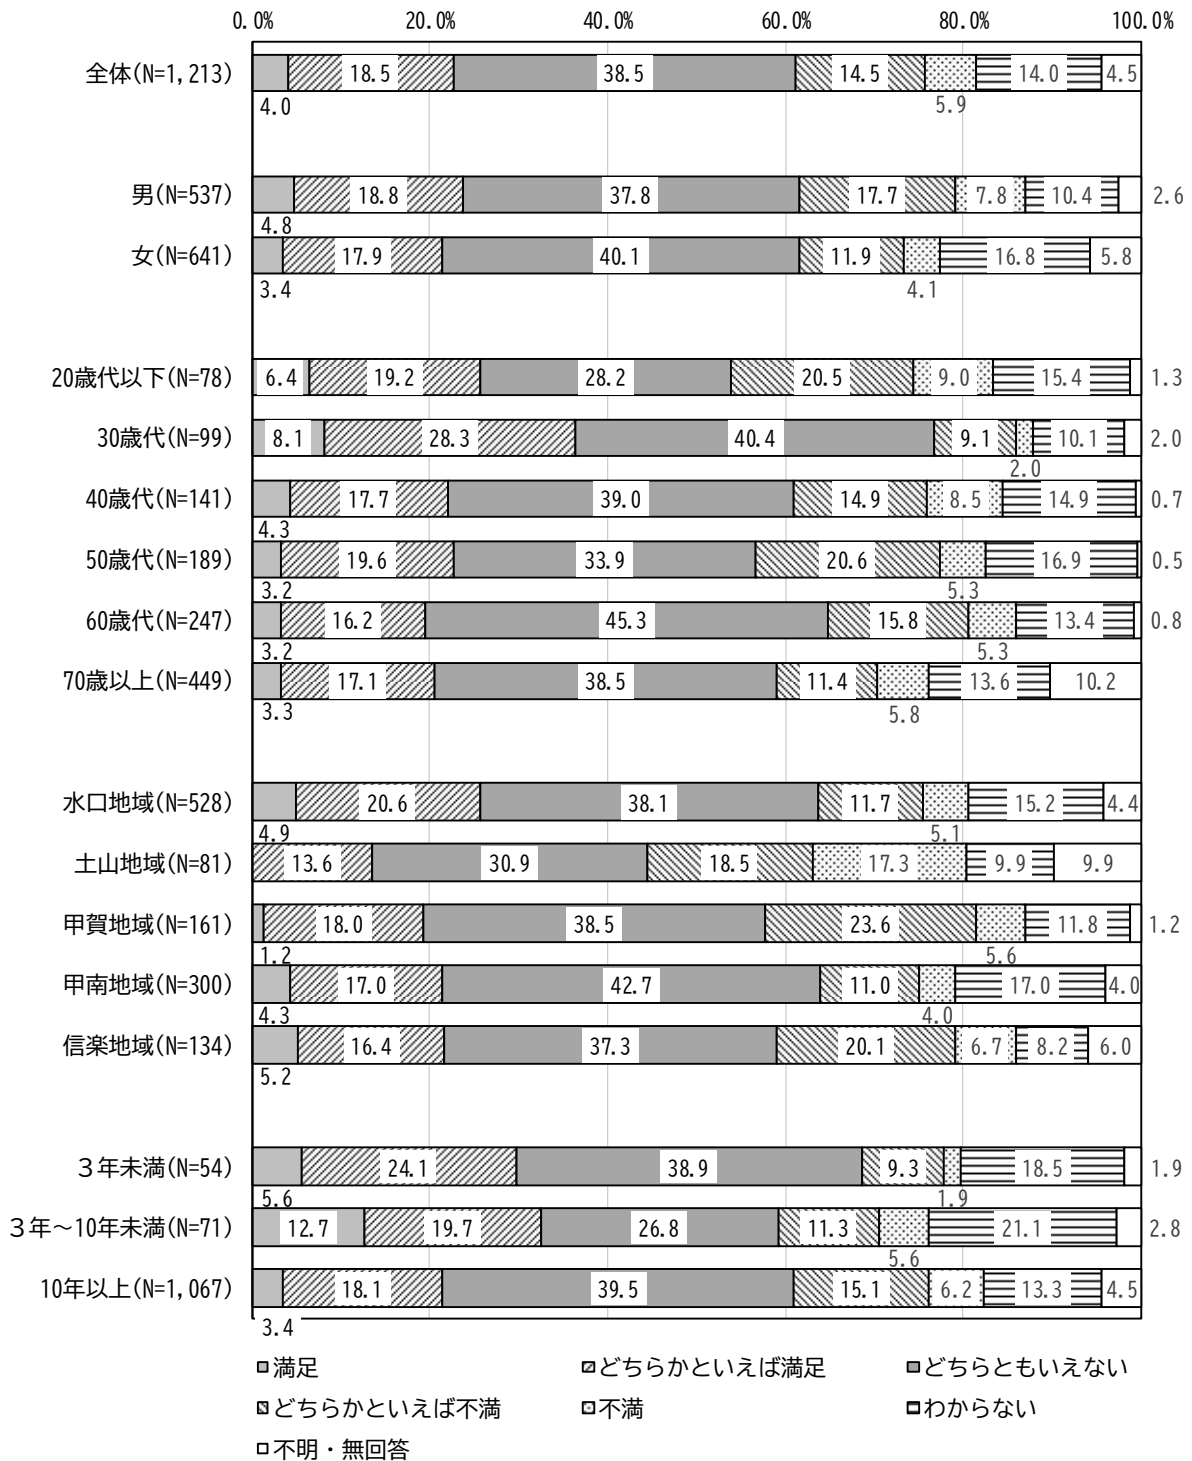 0.0% 20.0% 40.0% 60.0% 80.0% 100.0%
全体(N=1,213) 18.5 38.5 14.5 14.0 4.5
4.0 5.9
男(N=537) 18.8 37.8 17.7 7.8 10.4 2.6
4.8
女(N=641) 17.9 40.1 11.9 16.8 5.8
3.4 4.1
20歳代以下(N=78) 6.4 19.2 28.2 20.5 9.0 15.4 1.3
30歳代(N=99) 8.1 28.3 40.4 9.1 10.1 2.0
2.0
40歳代(N=141) 17.7 39.0 14.9 8.5 14.9 0.7
4.3
50歳代(N=189) 19.6 33.9 20.6 16.9 0.5
3.2 5.3
60歳代(N=247) 16.2 45.3 15.8 13.4 0.8
3.2 5.3
70歳以上(N=449) 17.1 38.5 11.4 13.6 10.2
3.3 5.8
水口地域(N=528) 20.6 38.1 11.7 15.2 4.4
4.9 5.1
土山地域(N=81) 13.6 30.9 18.5 17.3 9.9 9.9
甲賀地域(N=161) 18.0 38.5 23.6 11.8 1.2
1.2 5.6
甲南地域(N=300) 17.0 42.7 11.0 17.0 4.0
4.3 4.0
信楽地域(N=134) 16.4 37.3 20.1 6.7 8.2 6.0
5.2
３年未満(N=54) 24.1 38.9 9.3 18.5 1.9
5.6 1.9
３年～10年未満(N=71) 12.7 19.7 26.8 11.3 21.1 2.8
5.6
10年以上(N=1,067) 18.1 39.5 15.1 6.2 13.3 4.5
3.4
満足 どちらかといえば満足 どちらともいえない
どちらかといえば不満 不満 わからない
不明・無回答